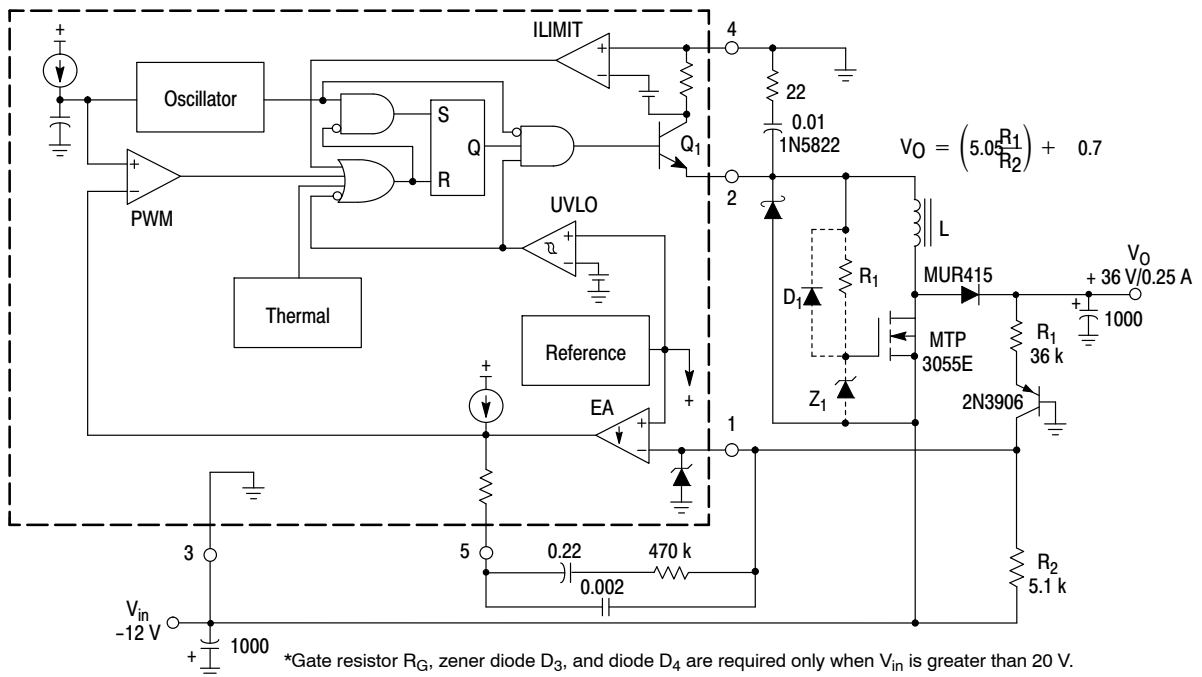 ILIMIT
4
+
+
−
Oscillator
22
S
0.01
1N5822
Q
Q1
VO = (5.05 R1/R2) + 0.7
+
−
R
2
PWM
UVLO
+
−
L
VO
MUR415
+ 36 V/0.25 A
D1
R1
+
1000
Thermal
R1
36 k
MTP
3055E
Reference
+
+
Z1
2N3906
EA
+
−
1
3
5
0.22
470 k
0.002
R2
5.1 k
Vin
−12 V
+
1000
*Gate resistor RG, zener diode D3, and diode D4 are required only when Vin is greater than 20 V.